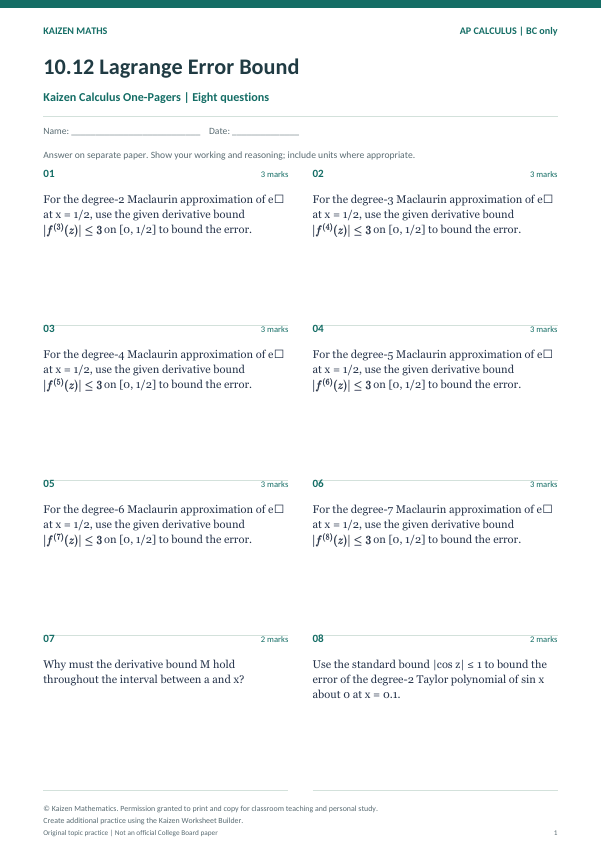 KAIZEN MATHS
AP CALCULUS | BC only
10.12 Lagrange Error Bound
Kaizen Calculus One-Pagers | Eight questions
Name: ____________________________ Date: ______________
Answer on separate paper. Show your working and reasoning; include units where appropriate.
01 3 marks
For the degree-2 Maclaurin approximation of e□
at x = 1/2, use the given derivative bound
|f⁽³⁾(z)| ≤ 3 on [0, 1/2] to bound the error.
02 3 marks
For the degree-3 Maclaurin approximation of e□
at x = 1/2, use the given derivative bound
|f⁽⁴⁾(z)| ≤ 3 on [0, 1/2] to bound the error.
03 3 marks
For the degree-4 Maclaurin approximation of e□
at x = 1/2, use the given derivative bound
|f⁽⁵⁾(z)| ≤ 3 on [0, 1/2] to bound the error.
04 3 marks
For the degree-5 Maclaurin approximation of e□
at x = 1/2, use the given derivative bound
|f⁽⁶⁾(z)| ≤ 3 on [0, 1/2] to bound the error.
05 3 marks
For the degree-6 Maclaurin approximation of e□
at x = 1/2, use the given derivative bound
|f⁽⁷⁾(z)| ≤ 3 on [0, 1/2] to bound the error.
06 3 marks
For the degree-7 Maclaurin approximation of e□
at x = 1/2, use the given derivative bound
|f⁽⁸⁾(z)| ≤ 3 on [0, 1/2] to bound the error.
07 2 marks
Why must the derivative bound M hold
throughout the interval between a and x?
08 2 marks
Use the standard bound |cos z| ≤ 1 to bound the
error of the degree-2 Taylor polynomial of sin x
about 0 at x = 0.1.
© Kaizen Mathematics. Permission granted to print and copy for classroom teaching and personal study.
Create additional practice using the Kaizen Worksheet Builder.
Original topic practice | Not an official College Board paper
1